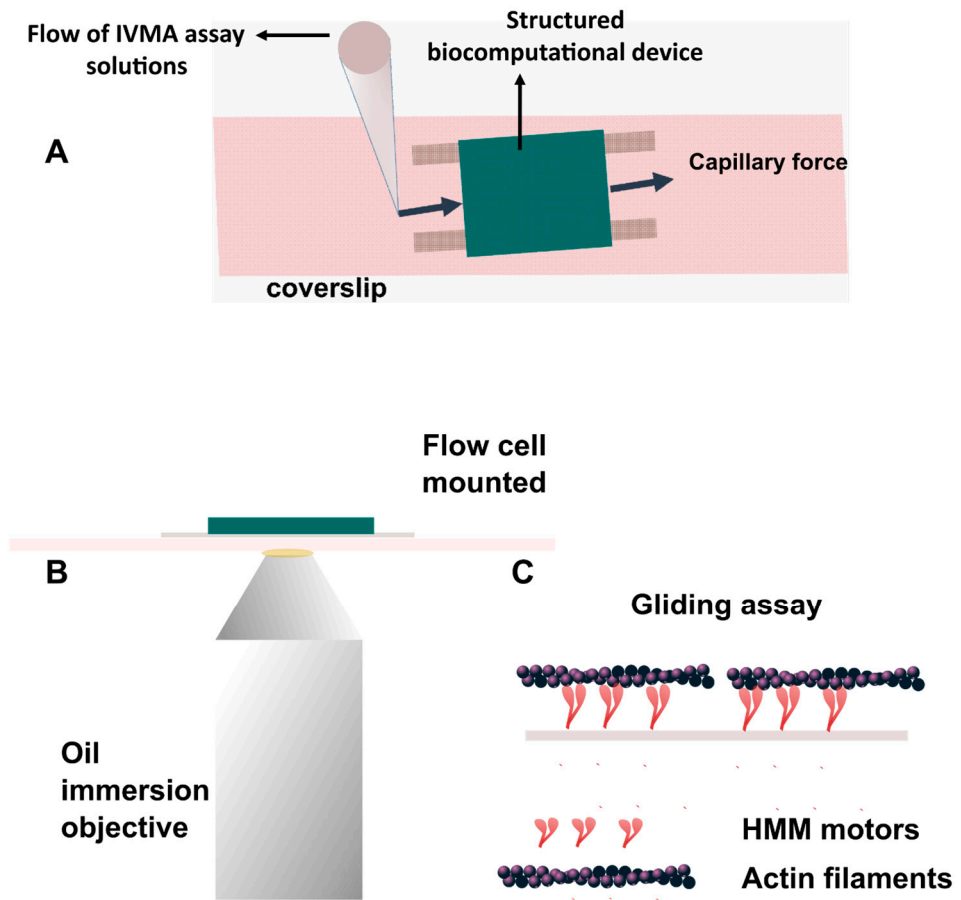 Flow of IVMA assay
solutions
Structured
biocomputational device
A
Capillary force
coverslip
Flow cell
mounted
B
C
Gliding assay
Oil
immersion
objective
HMM motors
Actin filaments